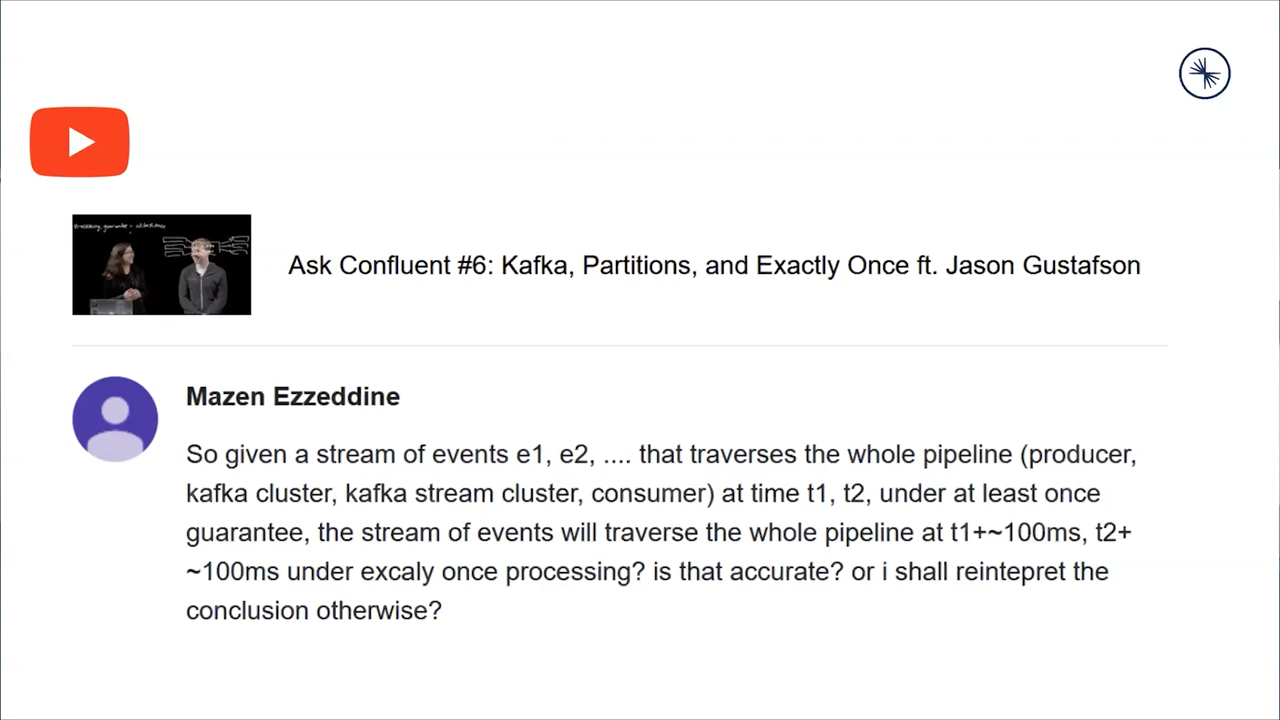 Processing guarantee =
Ask Confluent #6: Kafka, Partitions, and Exactly Once ft. Jason Gustafson
Mazen Ezzeddine
So given a stream of events e1, e2, .... that traverses the whole pipeline (producer,
kafka cluster, kafka stream cluster, consumer) at time t1, t2, under at least once
guarantee, the stream of events will traverse the whole pipeline at t1+~100ms, t2+
~100ms under excaly once processing? is that accurate? or i shall reintepret the
conclusion otherwise?